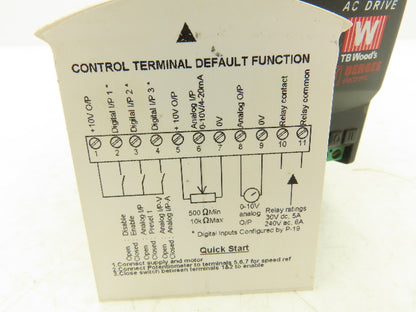 AC DRIVE
TB Wood's
CONTROL TERMINAL DEFAULT FUNCTION
+10V O/P
Digital I/P 1 *
Digital I/P 2 *
Digital I/P 3 *
+ 10V O/P
Analog I/P
0-10V/4-20mA
0V
Analog O/P
0V
Relay contact
Relay common
1 2 3 4 5 6 7 8 9 10 11
Open Disable
Closed Enable
Open Analog I/P
Closed Preset 1
Open Analog I/P-V
Closed Analog I/P-A
500 Ω Min
10k Ω Max
0-10V
analog
O/P
Relay ratings
30V dc, 5A
240V ac, 6A
* Digital Inputs Configured by P-19
Quick Start
1.Connect supply and motor
2.Connect Potentiometer to terminals 5,6,7 for speed ref
3.Close switch between terminals 1&2 to enable